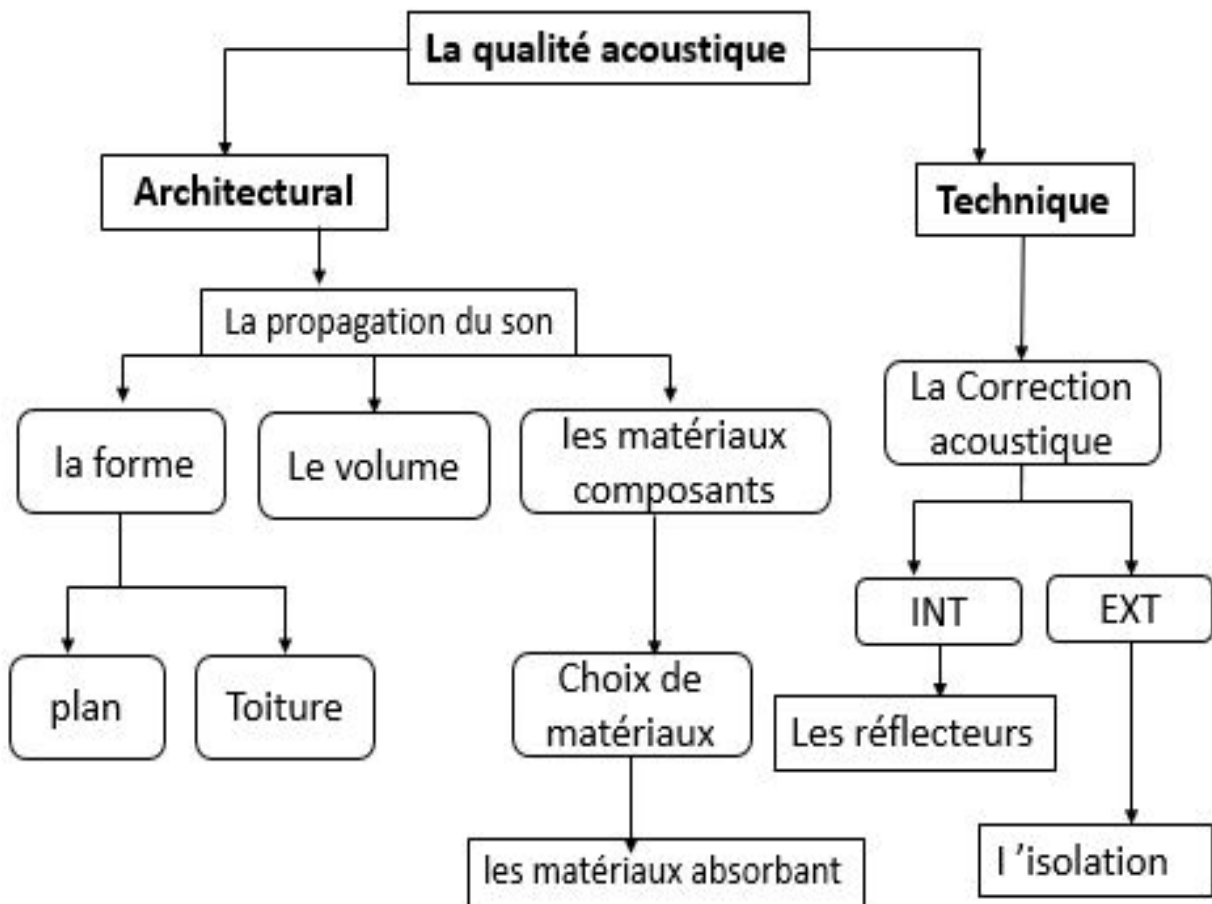 La qualité acoustique
Architectural
Technique
La propagation du son
La Correction
acoustique
la forme
Le volume
les matériaux
composants
INT
EXT
plan
Toiture
Choix de
matériaux
Les réflecteurs
les matériaux absorbant
l ’isolation